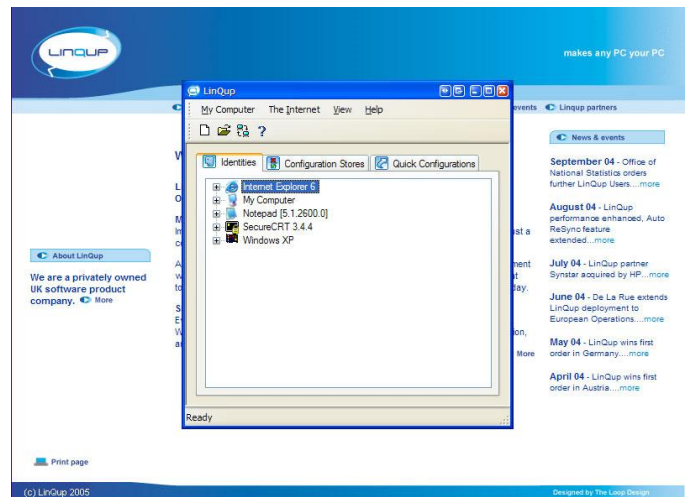 LINQUP
makes any PC your PC
LinQup
My Computer The Internet View Help
events
Linqup partners
Identities Configuration Stores Quick Configurations
Internet Explorer 6
My Computer
Notepad [5.1.2600.0]
SecureCRT 3.4.4
Windows XP
Ready
About LinQup
We are a privately owned
UK software product
company. More
More
News & events
September 04 - Office of
National Statistics orders
further LinQup Users....more
August 04 - LinQup
performance enhanced, Auto
ReSync feature
extended...more
July 04 - LinQup partner
Synstar acquired by HP...more
June 04 - De La Rue extends
LinQup deployment to
European Operations....more
May 04 - LinQup wins first
order in Germany....more
April 04 - LinQup wins first
order in Austria....more
Print page
(c) LinQup 2005
Designed by The Loop Design